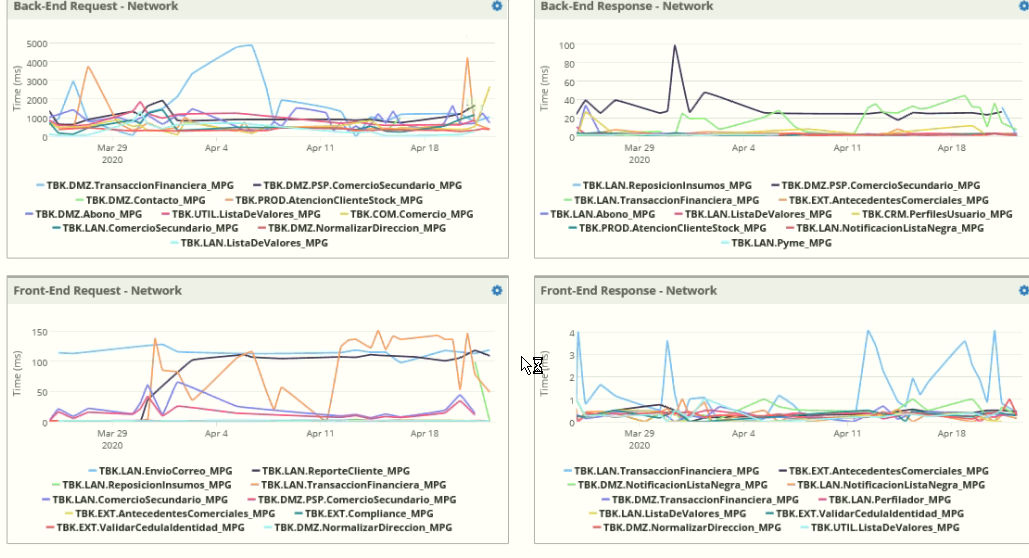 Back-End Request - Network
Time (ms)
5000
4000
3000
2000
1000
0
Mar 29
2020
Apr 4
Apr 11
Apr 18
TBK.DMZ.TransaccionFinanciera_MPG TBK.DMZ.PSP.ComercioSecundario_MPG
TBK.DMZ.Contacto_MPG TBK.PROD.AtencionClienteStock_MPG
TBK.DMZ.Abono_MPG TBK.UTIL.ListaDeValores_MPG TBK.COM.Comercio_MPG
TBK.LAN.ComercioSecundario_MPG TBK.DMZ.NormalizarDireccion_MPG
TBK.LAN.ListaDeValores_MPG
Back-End Response - Network
Time (ms)
100
80
60
40
20
0
Mar 29
2020
Apr 4
Apr 11
Apr 18
TBK.LAN.ReposicionInsumos_MPG TBK.DMZ.PSP.ComercioSecundario_MPG
TBK.LAN.TransaccionFinanciera_MPG TBK.EXT.AntecedentesComerciales_MPG
TBK.LAN.Abono_MPG TBK.LAN.ListaDeValores_MPG TBK.CRM.PerfilesUsuario_MPG
TBK.PROD.AtencionClienteStock_MPG TBK.LAN.NotificacionListaNegra_MPG
TBK.LAN.Pyme_MPG
Front-End Request - Network
Time (ms)
150
100
50
0
Mar 29
2020
Apr 4
Apr 11
Apr 18
TBK.LAN.EnvioCorreo_MPG TBK.LAN.ReporteCliente_MPG
TBK.LAN.ReposicionInsumos_MPG TBK.LAN.TransaccionFinanciera_MPG
TBK.LAN.ComercioSecundario_MPG TBK.DMZ.PSP.ComercioSecundario_MPG
TBK.EXT.AntecedentesComerciales_MPG TBK.EXT.Compliance_MPG
TBK.EXT.ValidarCedulaIdentidad_MPG TBK.DMZ.NormalizarDireccion_MPG
Front-End Response - Network
Time (ms)
4
3
2
1
0
Mar 29
2020
Apr 4
Apr 11
Apr 18
TBK.LAN.TransaccionFinanciera_MPG TBK.EXT.AntecedentesComerciales_MPG
TBK.DMZ.NotificacionListaNegra_MPG TBK.LAN.NotificacionListaNegra_MPG
TBK.DMZ.TransaccionFinanciera_MPG TBK.LAN.Perfilador_MPG
TBK.LAN.ListaDeValores_MPG TBK.EXT.ValidarCedulaIdentidad_MPG
TBK.DMZ.NormalizarDireccion_MPG TBK.UTIL.ListaDeValores_MPG